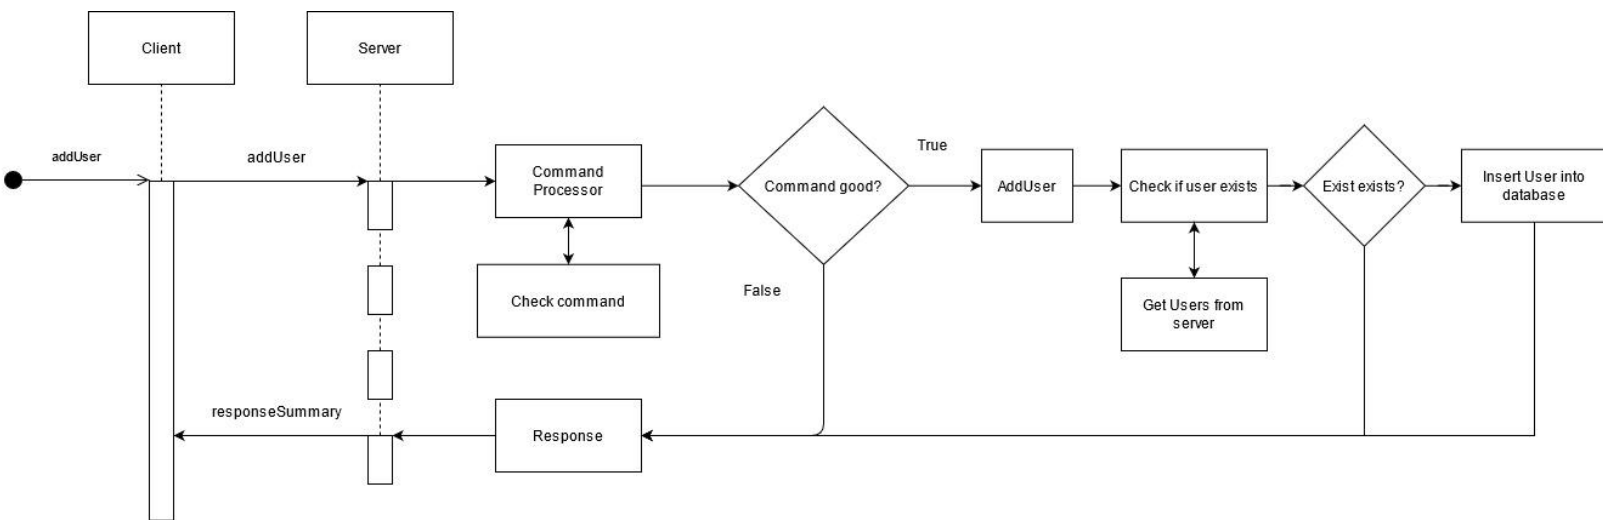 Client
Server
addUser
addUser
Command
Processor
Command good?
True
AddUser
Check if user exists
Exist exists?
Insert User into
database
False
Check command
Get Users from
server
responseSummary
Response